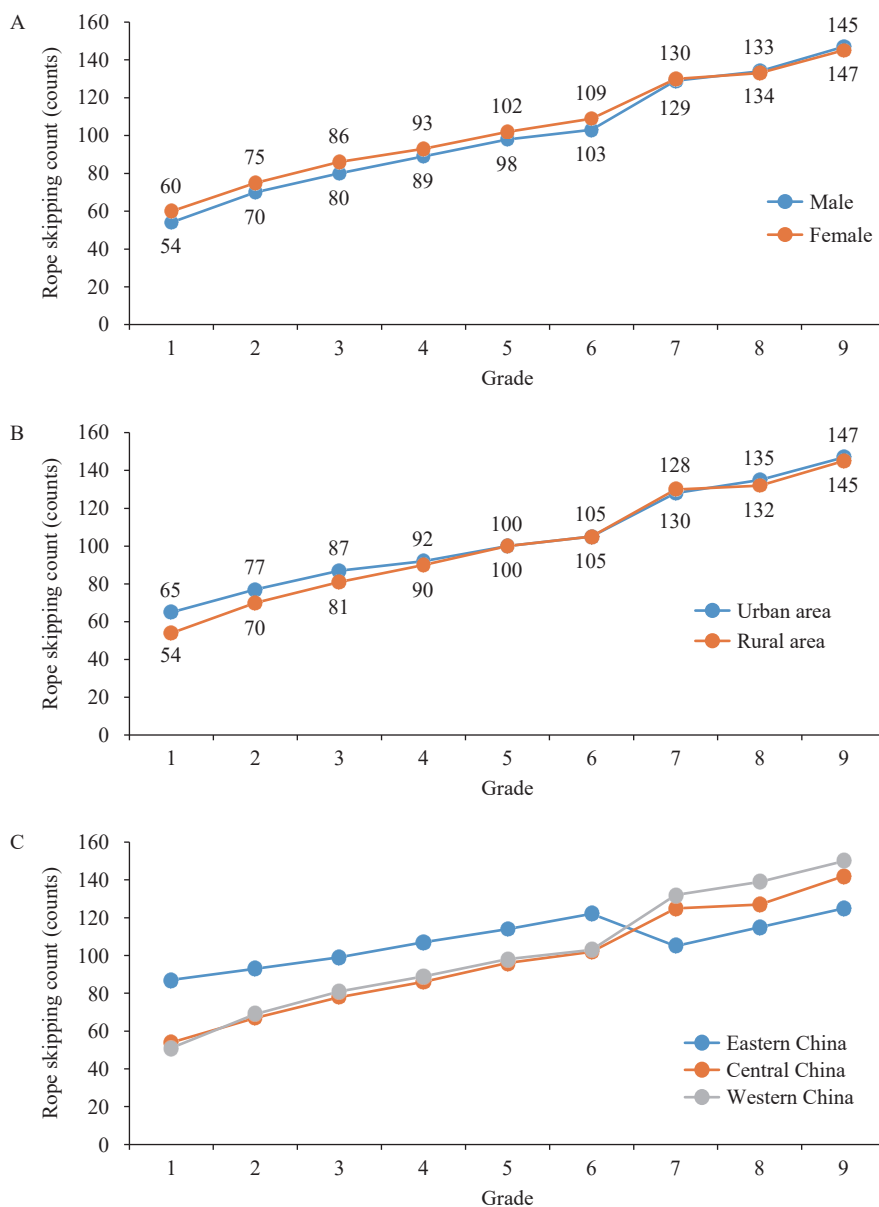 A
Rope skipping count (counts)
160
140
120
100
80
60
40
20
0
60 75 86 93 102 109 130 133 145
54 70 80 89 98 103 129 134 147
Male
Female
1 2 3 4 5 6 7 8 9
Grade
B
Rope skipping count (counts)
160
140
120
100
80
60
40
20
0
65 77 87 92 100 105 128 135 147
54 70 81 90 100 105 130 132 145
Urban area
Rural area
1 2 3 4 5 6 7 8 9
Grade
C
Rope skipping count (counts)
160
140
120
100
80
60
40
20
0
Eastern China
Central China
Western China
1 2 3 4 5 6 7 8 9
Grade